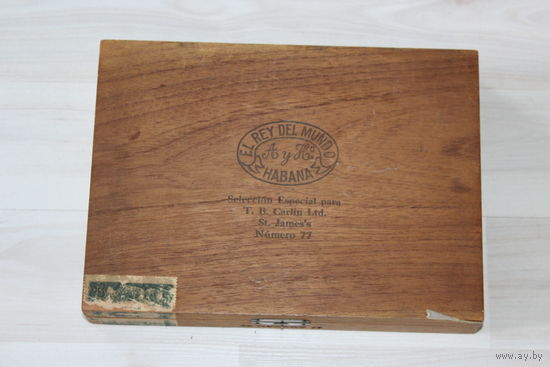 EL REY DEL MUNDO
A y Hº
HABANA
Selección Especial para
T. B. Carlin Ltd.
St. James's
Número 77
www.ay.by